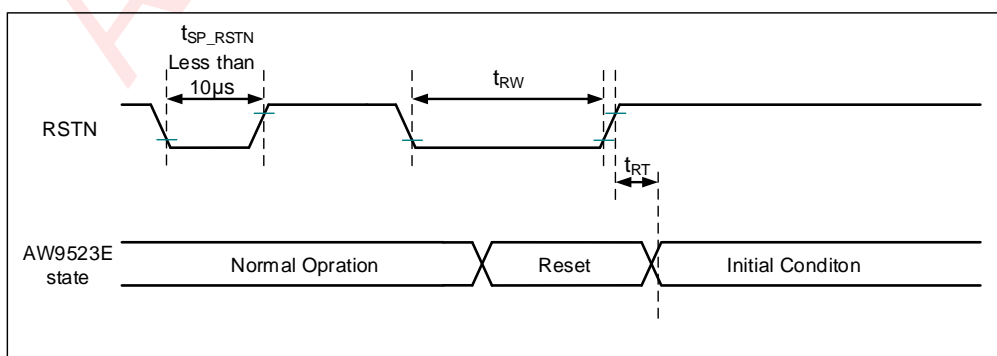 tSP_RSTN
Less than
10µs
tRW
RSTN
tRT
AW9523E
state
Normal Opration
Reset
Initial Conditon